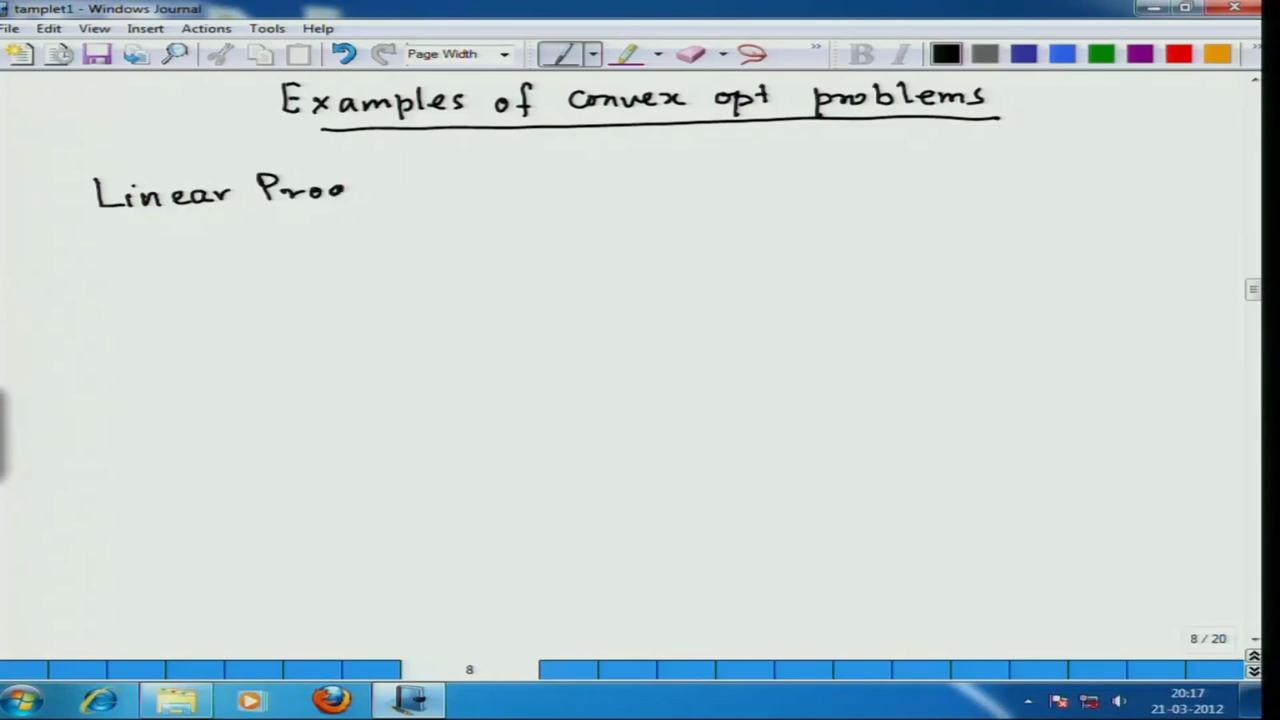 tamplet1 - Windows Journal
File Edit View Insert Actions Tools Help
Page Width B I
Examples of convex opt problems
Linear Proo
8 / 20
8
20:17
21-03-2012